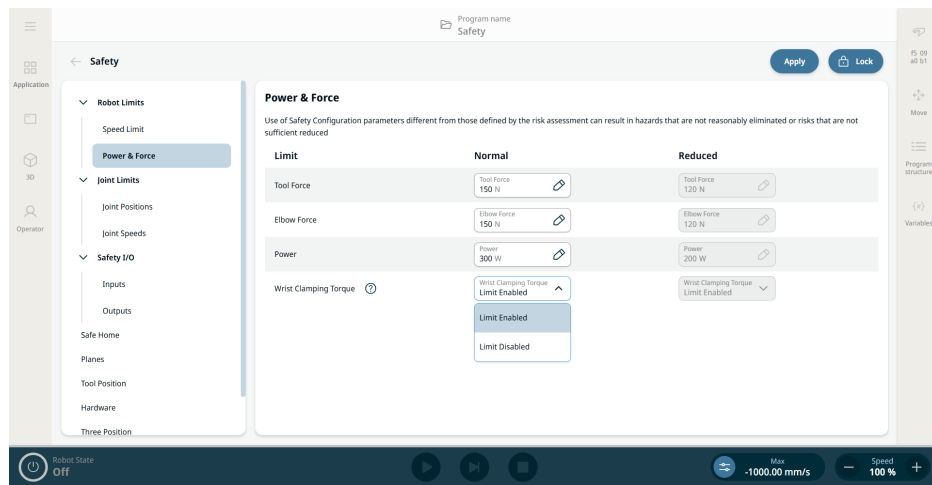 Program name
Safety
Safety
Apply
Lock
f5 09
a0 b1
Application
Move
3D
Program
structure
Operator
{x}
Variables
Robot Limits
Speed Limit
Power & Force
Joint Limits
Joint Positions
Joint Speeds
Safety I/O
Inputs
Outputs
Safe Home
Planes
Tool Position
Hardware
Three Position
Power & Force
Use of Safety Configuration parameters different from those defined by the risk assessment can result in hazards that are not reasonably eliminated or risks that are not
sufficient reduced
Limit Normal Reduced
Tool Force
Tool Force
150 N
Tool Force
120 N
Elbow Force
Elbow Force
150 N
Elbow Force
120 N
Power
Power
300 W
Power
200 W
Wrist Clamping Torque
Wrist Clamping Torque
Limit Enabled
Wrist Clamping Torque
Limit Enabled
Limit Enabled
Limit Disabled
Robot State
Off
Max
-1000.00 mm/s
Speed
100 %